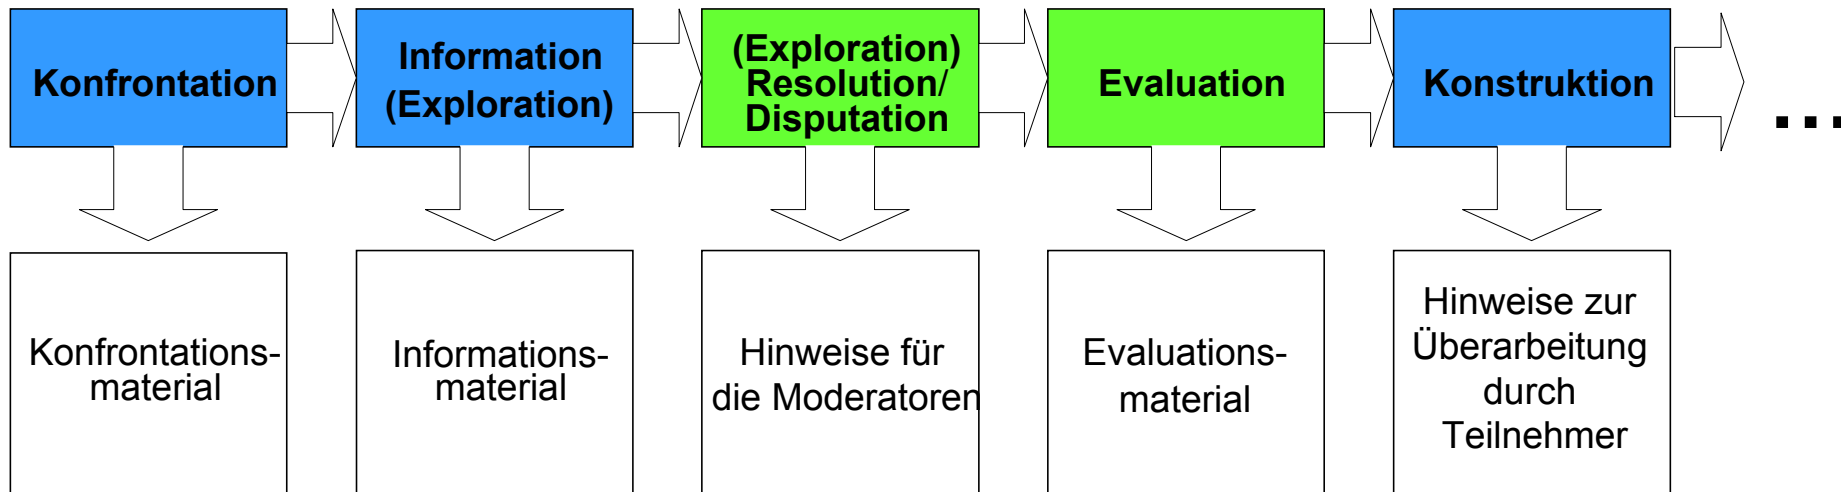 Konfrontation
Information
(Exploration)
(Exploration)
Resolution/
Disputation
Evaluation
Konstruktion
...
Konfrontations-
material
Informations-
material
Hinweise für
die Moderatoren
Evaluations-
material
Hinweise zur
Überarbeitung
durch
Teilnehmer